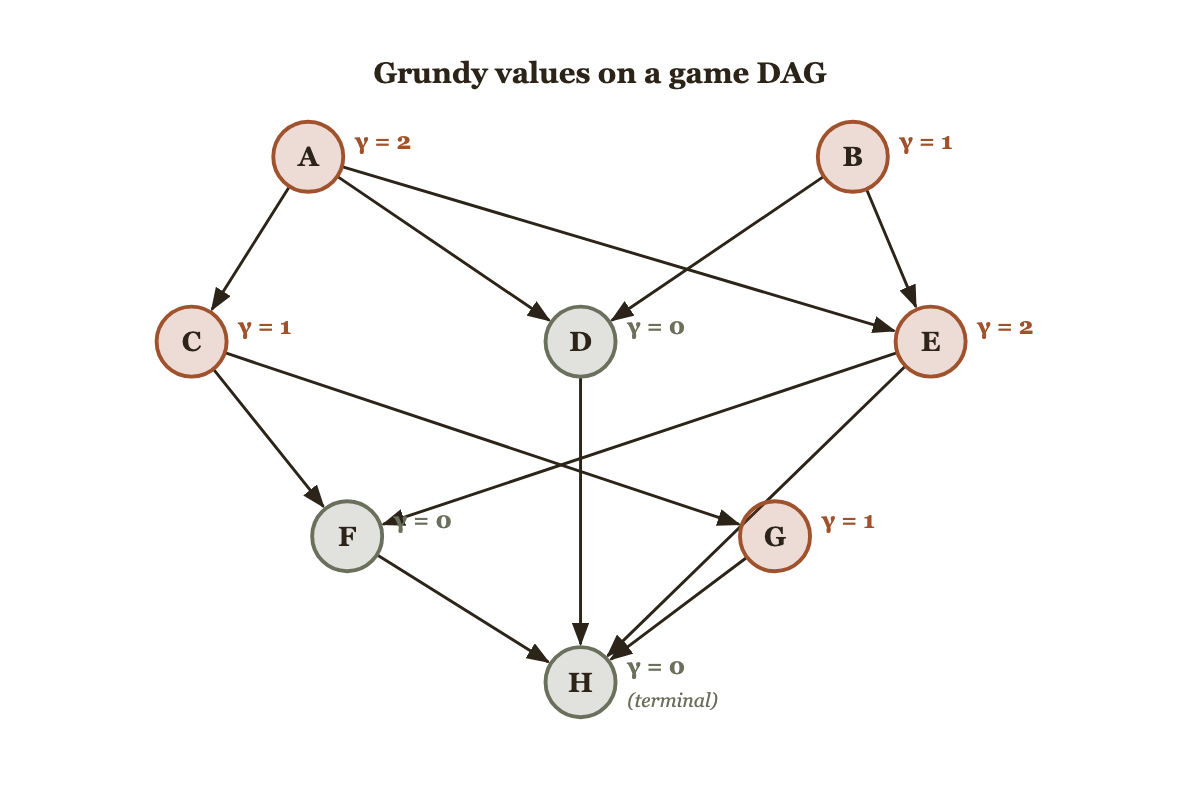 Grundy values on a game DAG
A γ = 2
B γ = 1
C γ = 1
D γ = 0
E γ = 2
F γ = 0
G γ = 1
H γ = 0
(terminal)